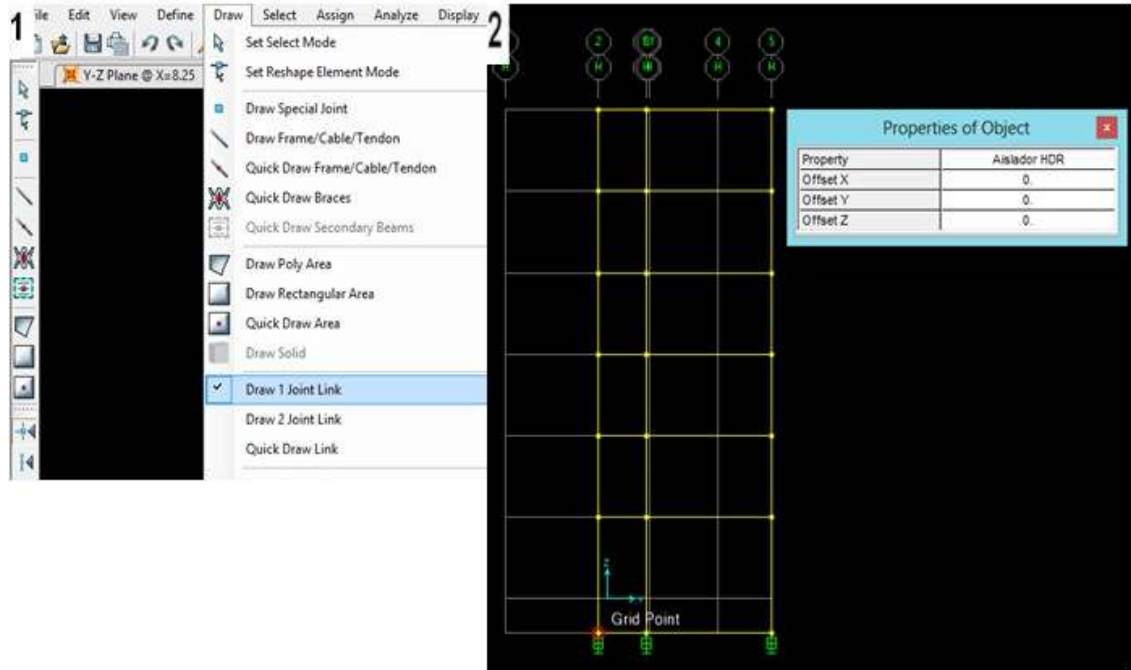 1
ile Edit View Define Draw Select Assign Analyze Display
Y-Z Plane @ X=8.25
Set Select Mode
Set Reshape Element Mode
Draw Special Joint
Draw Frame/Cable/Tendon
Quick Draw Frame/Cable/Tendon
Quick Draw Braces
Quick Draw Secondary Beams
Draw Poly Area
Draw Rectangular Area
Quick Draw Area
Draw Solid
Draw 1 Joint Link
Draw 2 Joint Link
Quick Draw Link
2
2 4 5
H H H H
Properties of Object
Property Aislador HDR
Offset X 0.
Offset Y 0.
Offset Z 0.
Z
Y
Grid Point